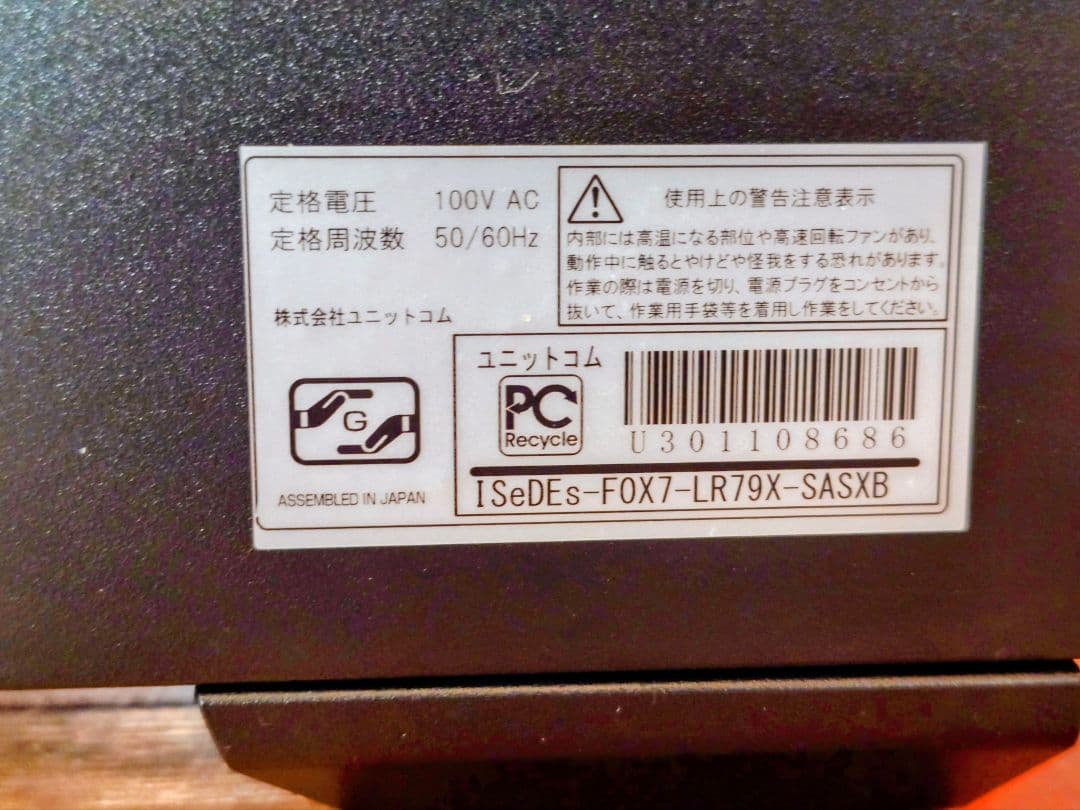 定格電圧 100V AC
定格周波数 50/60Hz
株式会社ユニットコム
G
ASSEMBLED IN JAPAN
使用上の警告注意表示
内部には高温になる部位や高速回転ファンがあり、
動作中に触るとやけどや怪我をする恐れがあります。
作業の際は電源を切り、電源プラグをコンセントから
抜いて、作業用手袋等を着用し作業をしてください。
ユニットコム
PC
Recycle
U301108686
ISeDEs-F0X7-LR79X-SASXB